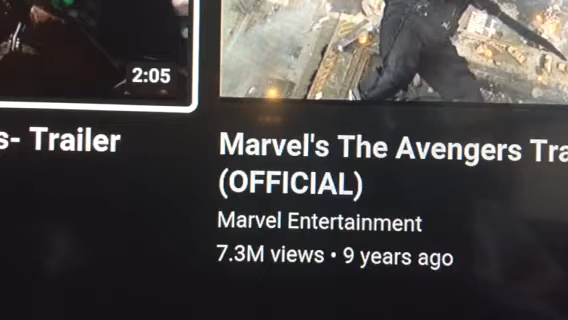 2:05
s- Trailer
Marvel's The Avengers Tra
(OFFICIAL)
Marvel Entertainment
7.3M views • 9 years ago